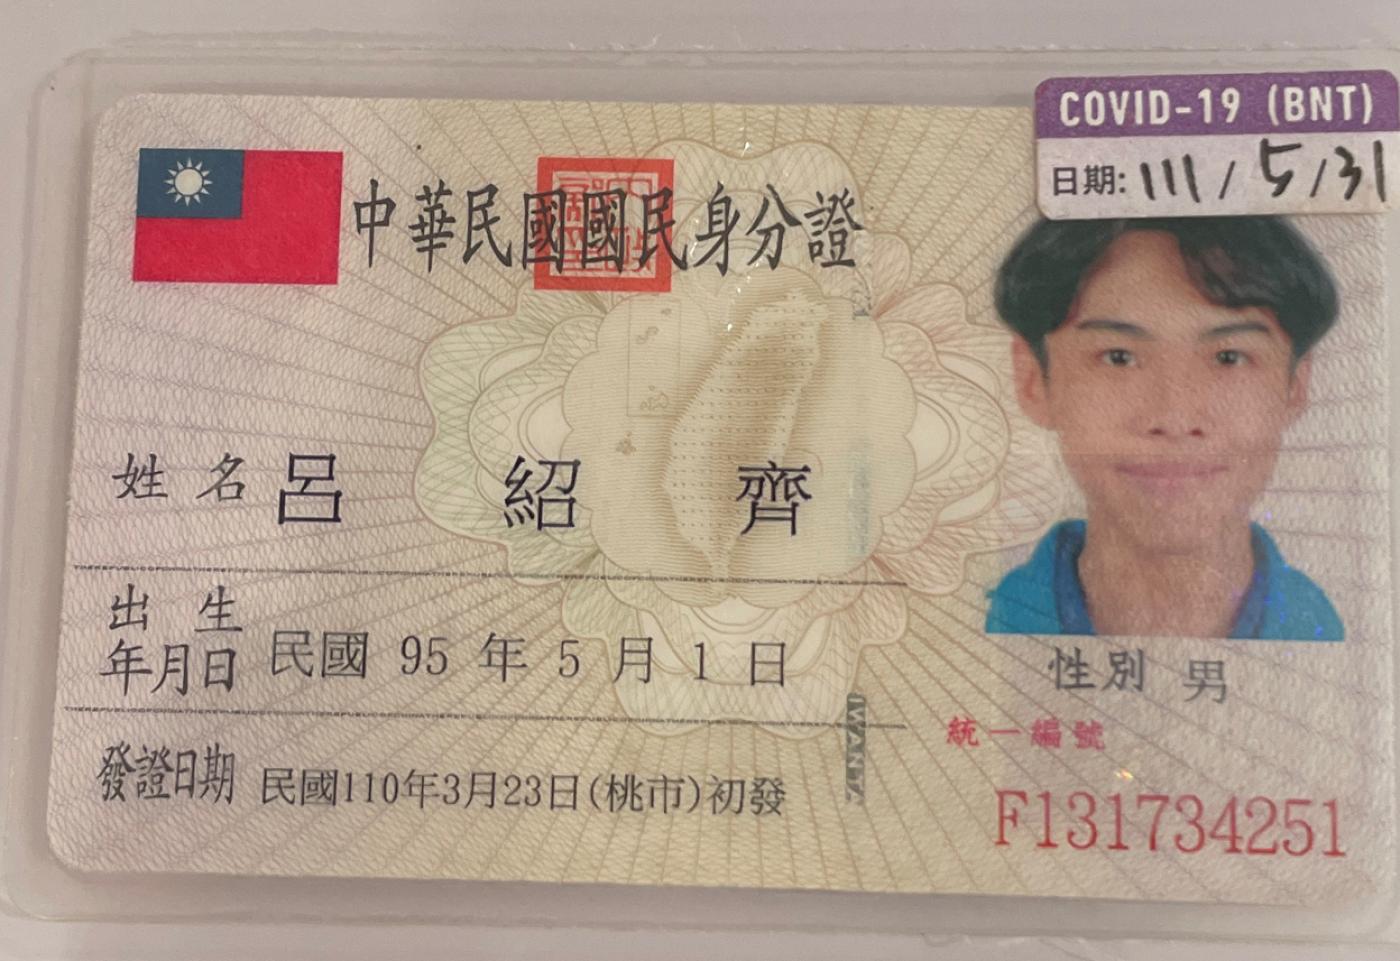 COVID-19 (BNT)
日期: 111 / 5 / 31
中華民國國民身分證
姓名 呂紹齊
出生年月日 民國 95 年 5 月 1 日
發證日期 民國110年3月23日(桃市)初發
性別 男
統一編號
F131734251